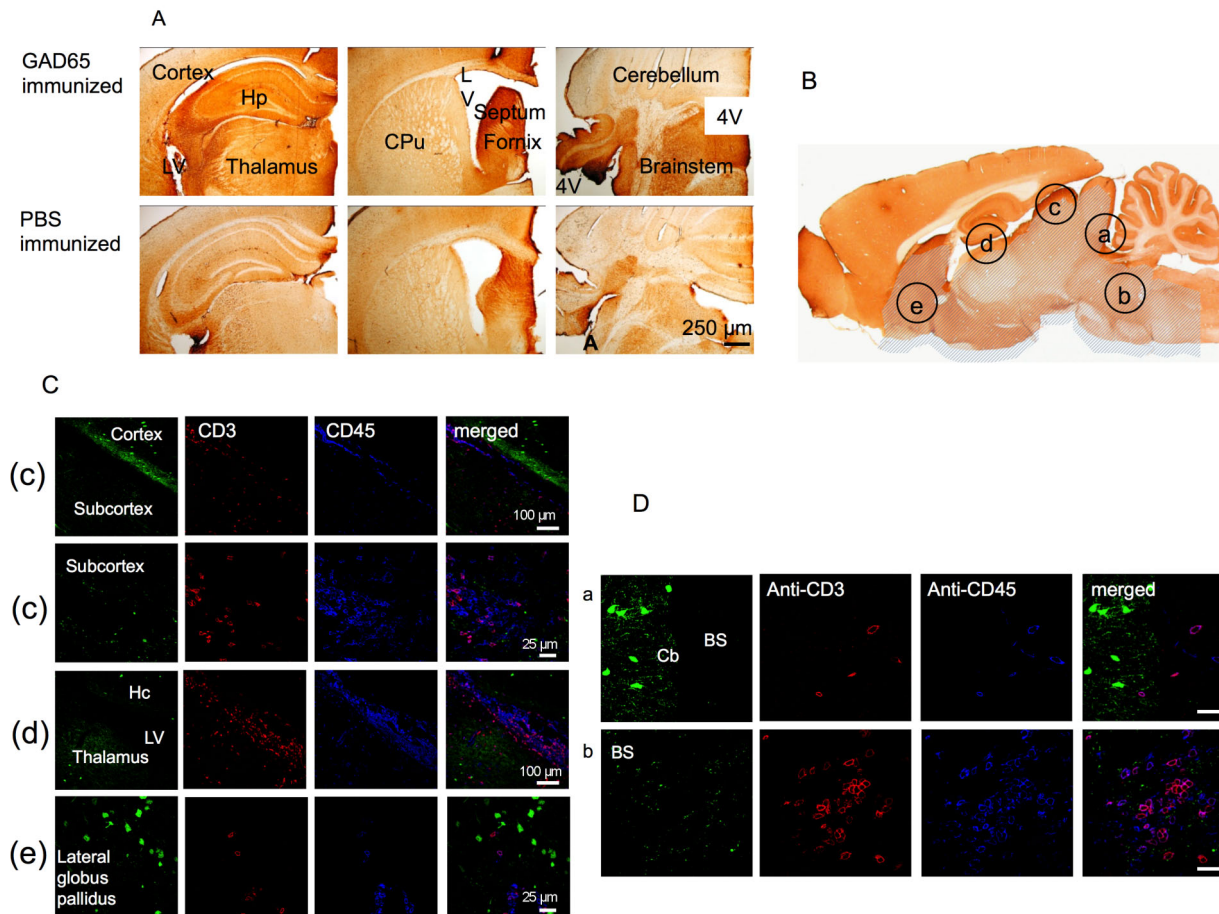 A
GAD65
immunized
Cortex
Hp
LV
Thalamus
L
V
Septum
CPu
Fornix
Cerebellum
4V
4V
Brainstem
PBS
immunized
A
250 µm
B
c
a
d
b
e
C
(c)
Cortex
Subcortex
CD3
CD45
merged
100 µm
(c)
Subcortex
25 µm
(d)
Hc
LV
Thalamus
100 µm
(e)
Lateral
globus
pallidus
25 µm
D
a
Cb
BS
Anti-CD3
Anti-CD45
merged
b
BS